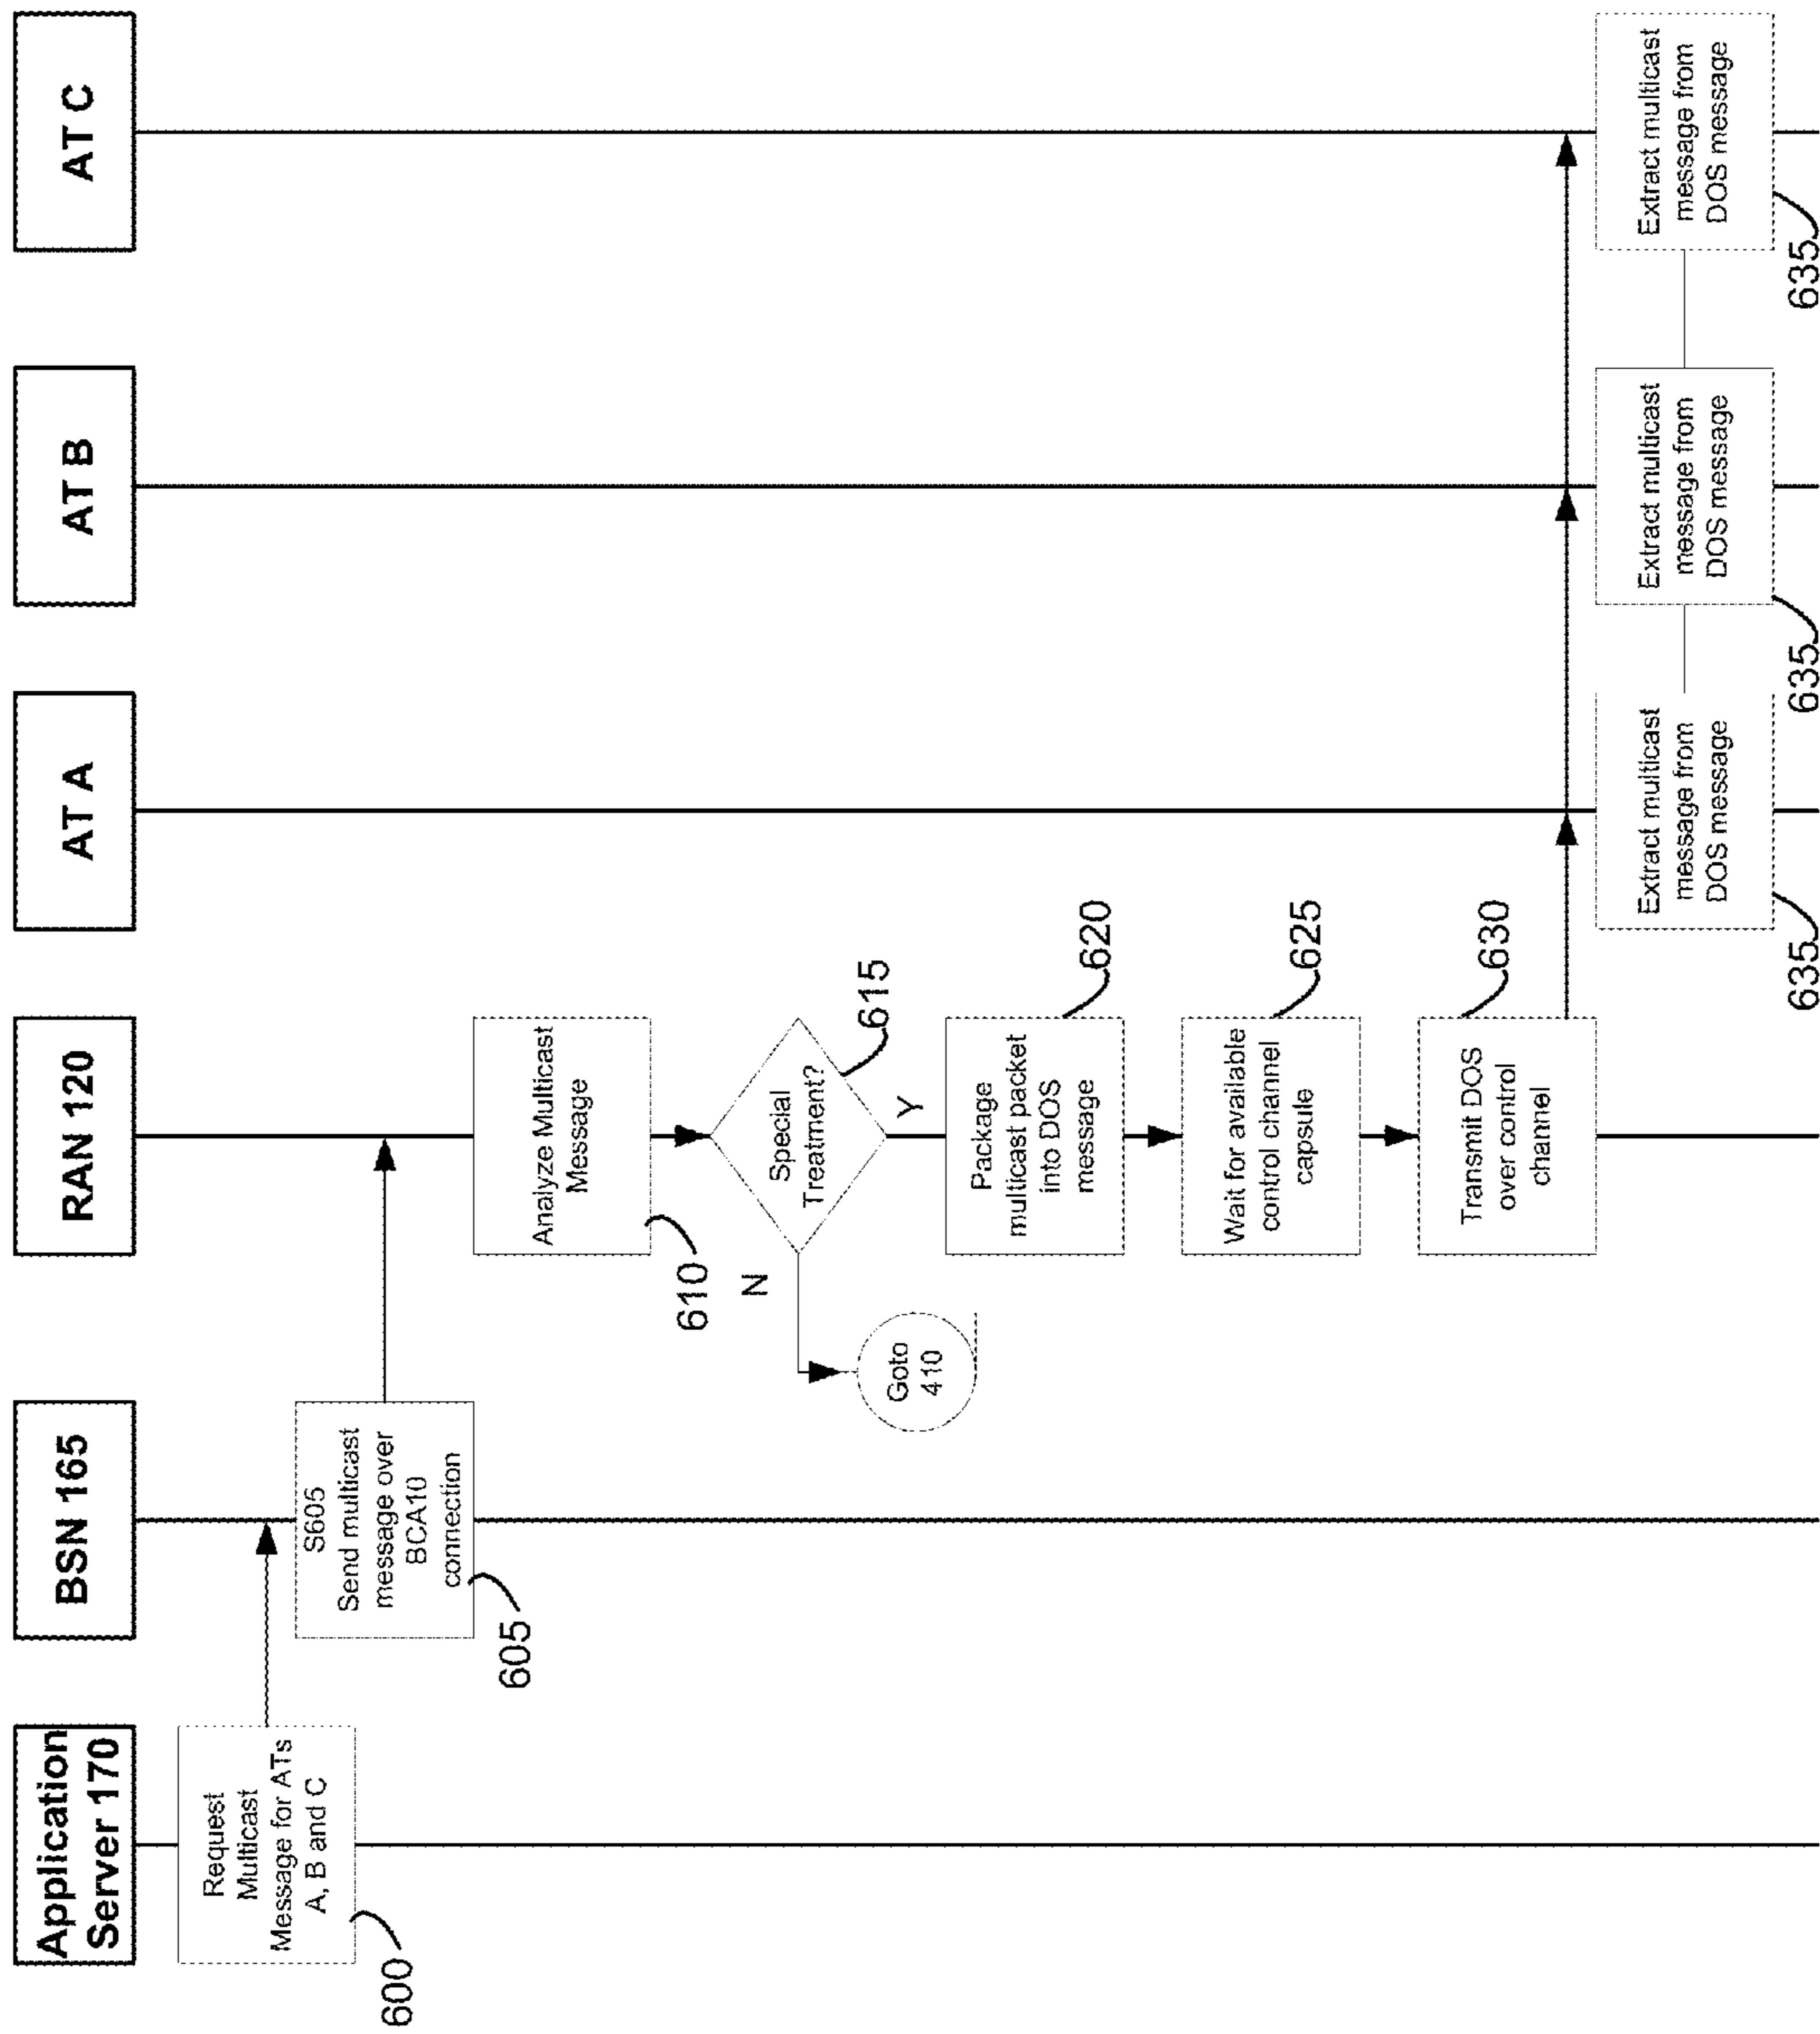 Application
Server 170
BSN 165
RAN 120
AT A
AT B
AT C
Request
Multicast
Message for ATs
A, B and C
600
S605
Send multicast
message over
BCA10
connection
605
Analyze Multicast
Message
610
Special
Treatment?
615
N
Y
Goto
410
Package
multicast packet
into DOS
message
620
Wait for available
control channel
capsule
625
Transmit DOS
over control
channel
630
Extract multicast
message from
DOS message
635
Extract multicast
message from
DOS message
635
Extract multicast
message from
DOS message
635